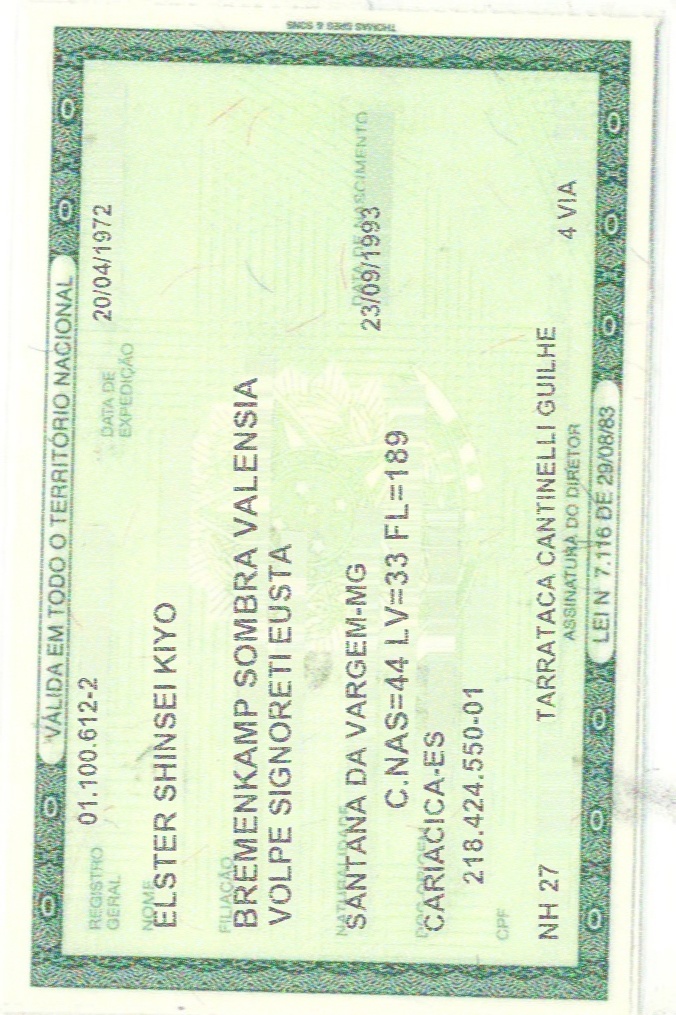 THOMAS GREG & SONS
VÁLIDA EM TODO O TERRITÓRIO NACIONAL
REGISTRO GERAL 01.100.612-2 DATA DE EXPEDIÇÃO 20/04/1972
NOME
ELSTER SHINSEI KIYO
FILIAÇÃO
BREMENKAMP SOMBRA VALENSIA
VOLPE SIGNORETI EUSTA
NATURALIDADE DATA DE NASCIMENTO
SANTANA DA VARGEM-MG 23/09/1993
DOC ORIGEM C.NAS=44 LV=33 FL=189
CARIACICA-ES
CPF 218.424.550-01
NH 27 TARRATACA CANTINELLI GUILHE 4 VIA
ASSINATURA DO DIRETOR
LEI N 7.116 DE 29/08/83